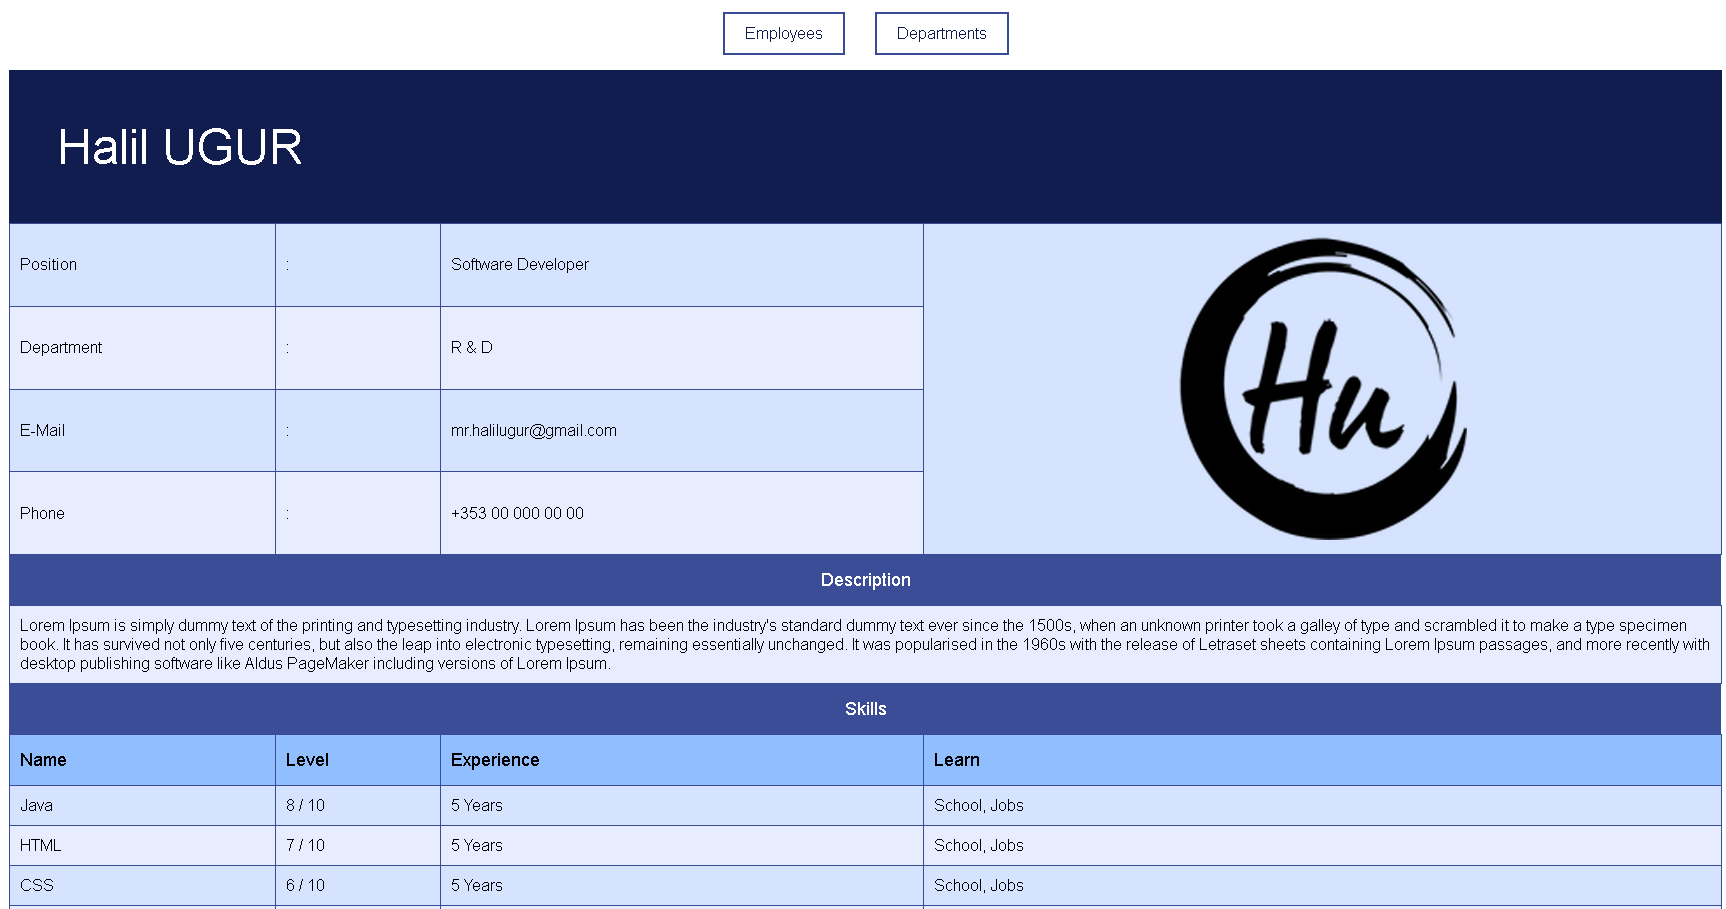 Employees Departments
Halil UGUR
Position : Software Developer
Department : R & D
E-Mail : mr.halilugur@gmail.com
Phone : +353 00 000 00 00
Hu
Description
Lorem Ipsum is simply dummy text of the printing and typesetting industry. Lorem Ipsum has been the industry's standard dummy text ever since the 1500s, when an unknown printer took a galley of type and scrambled it to make a type specimen
book. It has survived not only five centuries, but also the leap into electronic typesetting, remaining essentially unchanged. It was popularised in the 1960s with the release of Letraset sheets containing Lorem Ipsum passages, and more recently with
desktop publishing software like Aldus PageMaker including versions of Lorem Ipsum.
Skills
Name Level Experience Learn
Java 8 / 10 5 Years School, Jobs
HTML 7 / 10 5 Years School, Jobs
CSS 6 / 10 5 Years School, Jobs